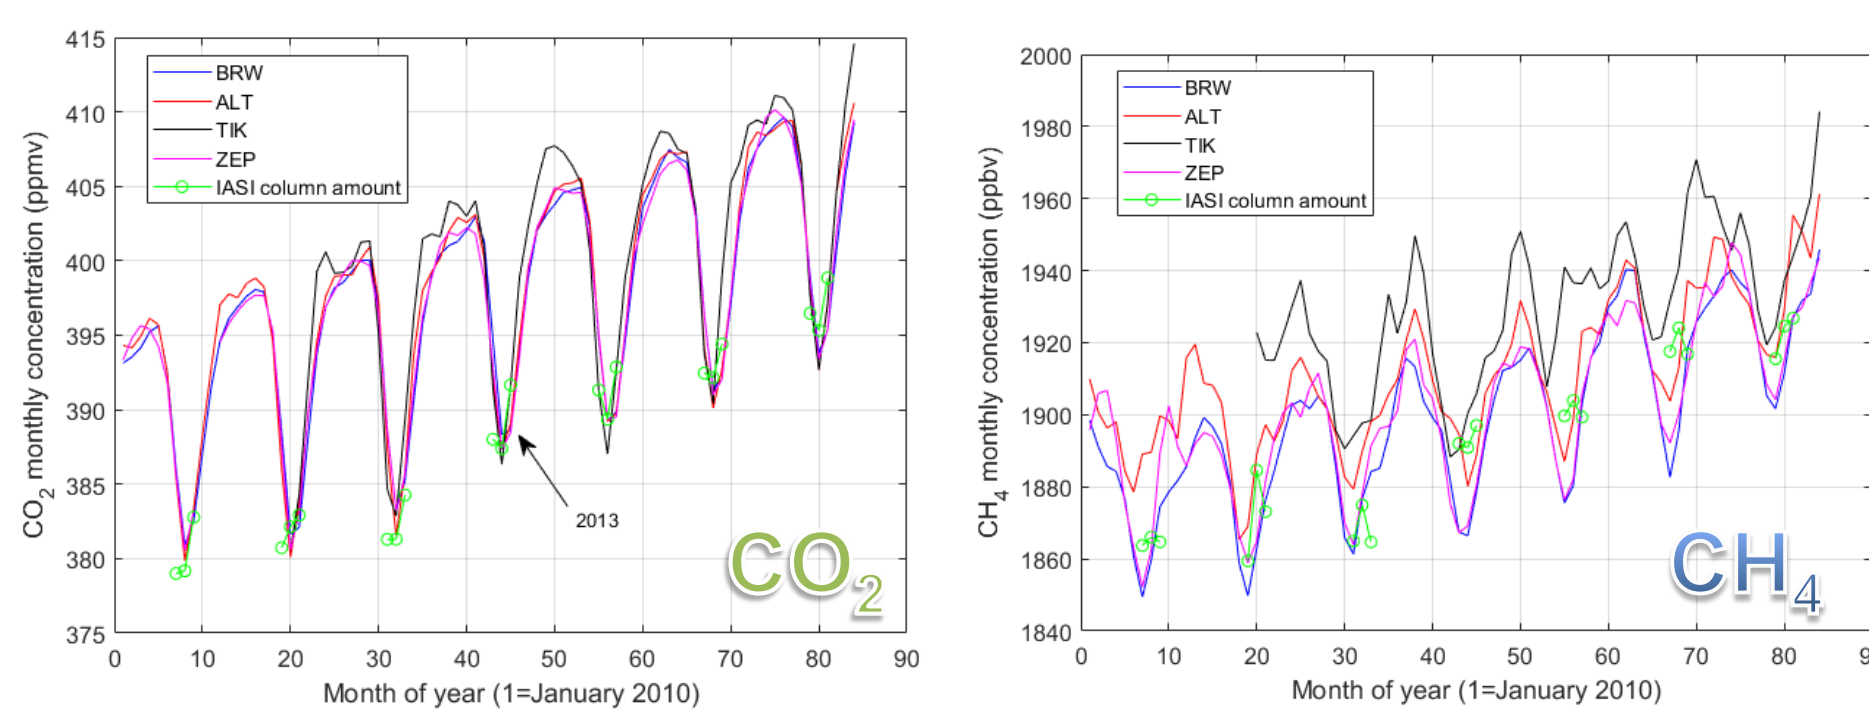 415
410
405
400
395
390
385
380
375
0 10 20 30 40 50 60 70 80 90
CO2 monthly concentration (ppmv)
Month of year (1=January 2010)
BRW
ALT
TIK
ZEP
IASI column amount
2013
CO2
2000
1980
1960
1940
1920
1900
1880
1860
1840
0 10 20 30 40 50 60 70 80 9
CH4 monthly concentration (ppbv)
Month of year (1=January 2010)
BRW
ALT
TIK
ZEP
IASI column amount
CH4